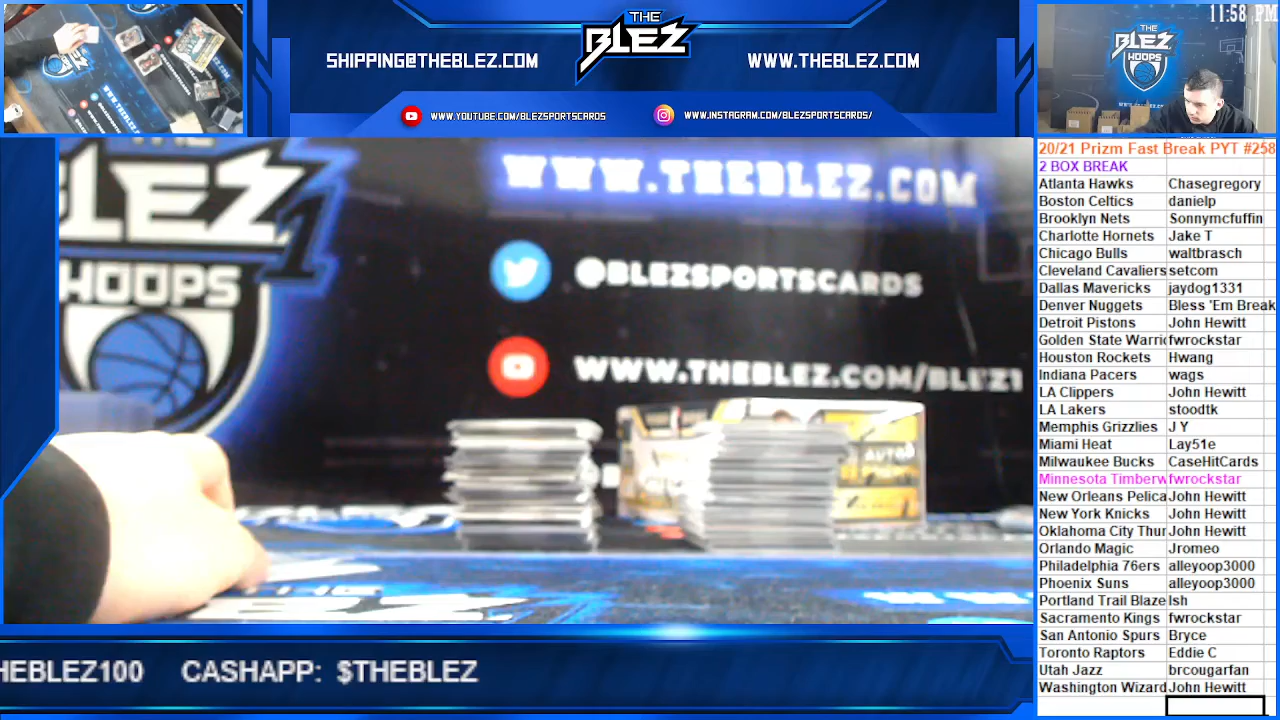 SHIPPING@THEBLEZ.COM
THE
BLEZ
WWW.THEBLEZ.COM
WWW.YOUTUBE.COM/BLEZSPORTSCARDS
WWW.INSTAGRAM.COM/BLEZSPORTSCARDS/
11:58 PM
THE
BLEZ
HOOPS
20/21 Prizm Fast Break PYT #258
2 BOX BREAK
Atlanta Hawks Chasegregory
Boston Celtics danielp
Brooklyn Nets Sonnymcfuffin
Charlotte Hornets Jake T
Chicago Bulls waltbrasch
Cleveland Cavaliers setcom
Dallas Mavericks jaydog1331
Denver Nuggets Bless 'Em Break
Detroit Pistons John Hewitt
Golden State Warrio fwrockstar
Houston Rockets Hwang
Indiana Pacers wags
LA Clippers John Hewitt
LA Lakers stoodtk
Memphis Grizzlies J Y
Miami Heat Lay51e
Milwaukee Bucks CaseHitCards
Minnesota Timberw fwrockstar
New Orleans Pelica John Hewitt
New York Knicks John Hewitt
Oklahoma City Thur John Hewitt
Orlando Magic Jromeo
Philadelphia 76ers alleyoop3000
Phoenix Suns alleyoop3000
Portland Trail Blaze Ish
Sacramento Kings fwrockstar
San Antonio Spurs Bryce
Toronto Raptors Eddie C
Utah Jazz brcougarfan
Washington Wizard John Hewitt
WWW.THEBLEZ.COM
@BLEZSPORTSCARDS
WWW.THEBLEZ.COM/BLEZ1
THE
BLEZ
1
HOOPS
AUTO
THE
BLEZ
HEBLEZ100 CASHAPP: $THEBLEZ